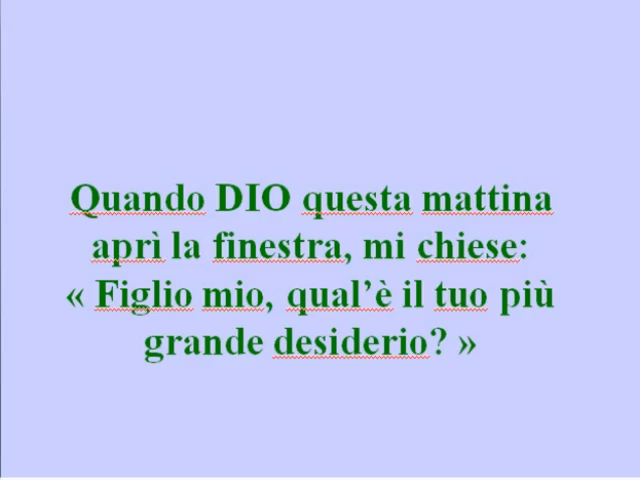 Quando DIO questa mattina
aprì la finestra, mi chiese:
« Figlio mio, qual’è il tuo più
grande desiderio? »